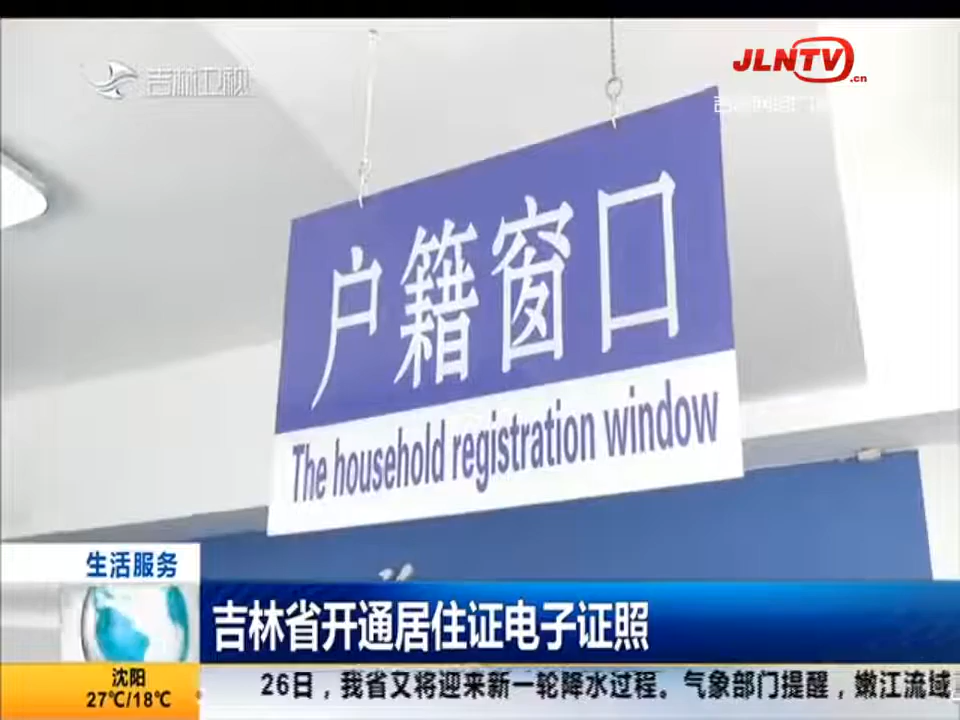 吉林卫视
JLNTV
.cn
户籍窗口
The household registration window
生活服务
吉林省开通居住证电子证照
沈阳
27℃/18℃
26日，我省又将迎来新一轮降水过程。气象部门提醒，嫩江流域